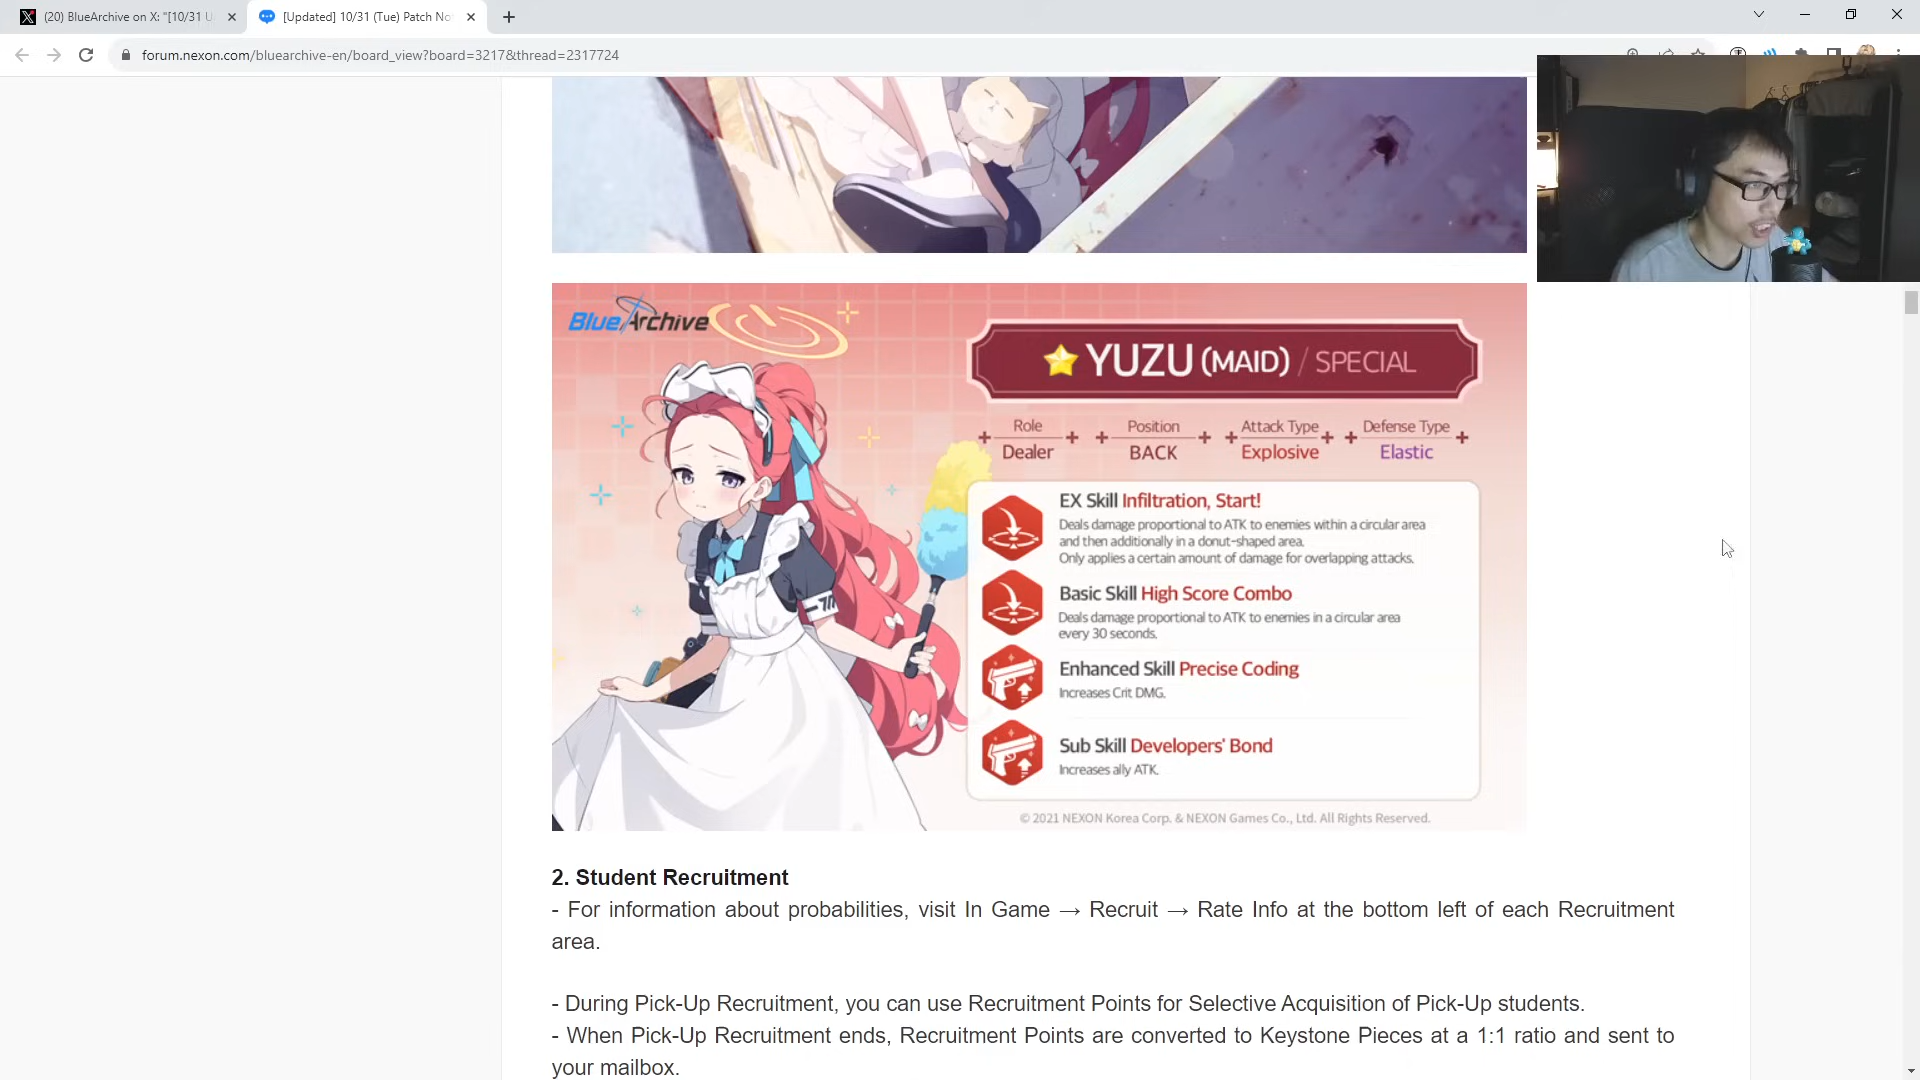 (20) BlueArchive on X: "[10/31 U
[Updated] 10/31 (Tue) Patch No
forum.nexon.com/bluearchive-en/board_view?board=3217&thread=2317724
Blue Archive
YUZU (MAID) / SPECIAL
Role
Dealer
Position
BACK
Attack Type
Explosive
Defense Type
Elastic
EX Skill Infiltration, Start!
Deals damage proportional to ATK to enemies within a circular area
and then additionally in a donut-shaped area.
Only applies a certain amount of damage for overlapping attacks.
Basic Skill High Score Combo
Deals damage proportional to ATK to enemies in a circular area
every 30 seconds.
Enhanced Skill Precise Coding
Increases Crit DMG.
Sub Skill Developers' Bond
Increases ally ATK.
© 2021 NEXON Korea Corp. & NEXON Games Co., Ltd. All Rights Reserved.
2. Student Recruitment
- For information about probabilities, visit In Game → Recruit → Rate Info at the bottom left of each Recruitment
area.
- During Pick-Up Recruitment, you can use Recruitment Points for Selective Acquisition of Pick-Up students.
- When Pick-Up Recruitment ends, Recruitment Points are converted to Keystone Pieces at a 1:1 ratio and sent to
your mailbox.